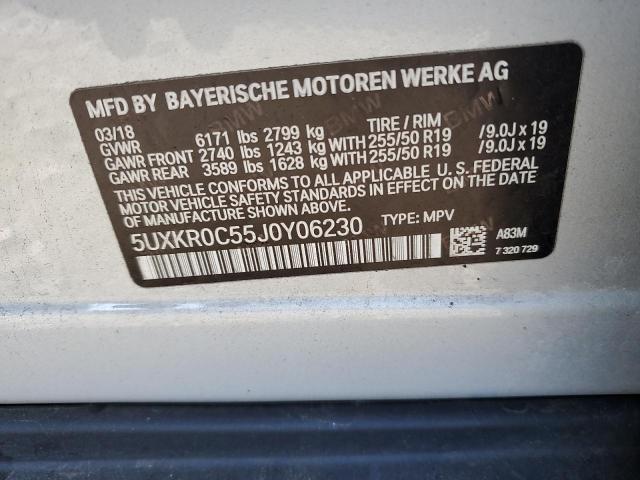 MFD BY BAYERISCHE MOTOREN WERKE AG
03/18
GVWR 6171 lbs 2799 kg TIRE / RIM
GAWR FRONT 2740 lbs 1243 kg WITH 255/50 R19 /9.0J x 19
GAWR REAR 3589 lbs 1628 kg WITH 255/50 R19 /9.0J x 19
THIS VEHICLE CONFORMS TO ALL APPLICABLE U.S. FEDERAL
MOTOR VEHICLE SAFETY STANDARDS IN EFFECT ON THE
DATE OF MANUFACTURE SHOWN ABOVE.
5UXKR0C55J0Y06230 TYPE: MPV
A83M
7 320 729